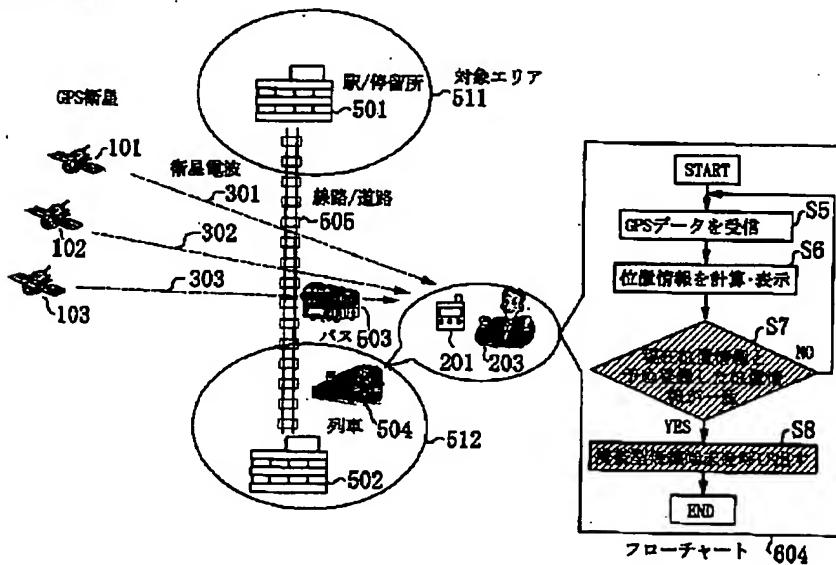 GPS衛星
101
102
103
衛星電波
301
302
303
駅/停留所
501
対象エリア
511
線路/道路
505
バス
503
列車
504
502
512
201
203
START
GPSデータを受信
S5
位置情報を計算・表示
S6
S7
NO
YES
S8
END
フローチャート
604